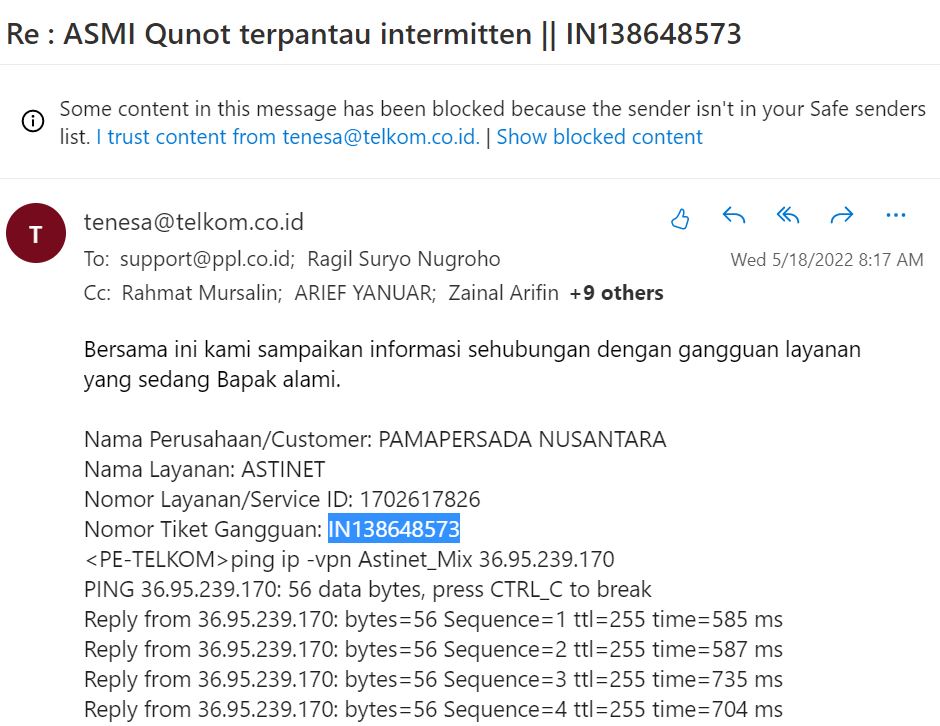 Re : ASMI Qunot terpantau intermitten || IN138648573
Some content in this message has been blocked because the sender isn't in your Safe senders
list. I trust content from tenesa@telkom.co.id. | Show blocked content
T
tenesa@telkom.co.id
To: support@ppl.co.id; Ragil Suryo Nugroho
Wed 5/18/2022 8:17 AM
Cc: Rahmat Mursalin; ARIEF YANUAR; Zainal Arifin +9 others
Bersama ini kami sampaikan informasi sehubungan dengan gangguan layanan
yang sedang Bapak alami.
Nama Perusahaan/Customer: PAMAPERSADA NUSANTARA
Nama Layanan: ASTINET
Nomor Layanan/Service ID: 1702617826
Nomor Tiket Gangguan: IN138648573
<PE-TELKOM>ping ip -vpn Astinet_Mix 36.95.239.170
PING 36.95.239.170: 56 data bytes, press CTRL_C to break
Reply from 36.95.239.170: bytes=56 Sequence=1 ttl=255 time=585 ms
Reply from 36.95.239.170: bytes=56 Sequence=2 ttl=255 time=587 ms
Reply from 36.95.239.170: bytes=56 Sequence=3 ttl=255 time=735 ms
Reply from 36.95.239.170: bytes=56 Sequence=4 ttl=255 time=704 ms